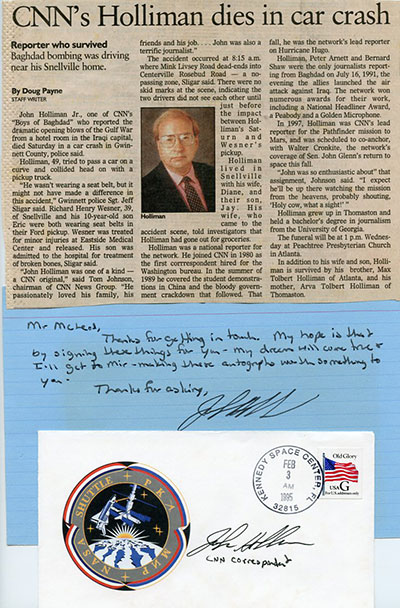 CNN's Holliman dies in car crash
Reporter who survived
Baghdad bombing was driving
near his Snellville home.
By Doug Payne
STAFF WRITER
John Holliman Jr., one of CNN's
"Boys of Baghdad" who reported the
dramatic opening blows of the Gulf War
from a hotel room in the Iraqi capital,
died Saturday in a car crash in Gwin-
nett County, police said.
Holliman, 49, tried to pass a car on a
curve and collided head on with a
pickup truck.
"He wasn't wearing a seat belt, but it
might not have made a difference in
this accident," Gwinnett police Sgt. Jeff
Sligar said. Richard Henry Wesner, 39,
of Snellville and his 10-year-old son
Eric were both wearing seat belts in
their Ford pickup. Wesner was treated
for minor injuries at Eastside Medical
Center and released. His son was
admitted to the hospital for treatment
of broken bones, Sligar said.
"John Holliman was one of a kind —
a CNN original," said Tom Johnson,
chairman of CNN News Group. "He
passionately loved his family, his
friends and his job. . . . John was also a
terrific journalist."
The accident occurred at 8:15 a.m.
where Mink Livsey Road dead-ends into
Centerville Rosebud Road — a no-
passing zone, Sligar said. There were no
skid marks at the scene, indicating the
two drivers did not see each other until
just before
the impact,
between Hol-
liman's Sat-
urn and
Wesner's
pickup.
Holliman
lived in
Snellville
with his wife,
Diane, and
their son,
Jay. His
wife, who
came to the
Holliman
accident scene, told investigators that
Holliman had gone out for groceries.
Holliman was a national reporter for
the network. He joined CNN in 1980 as
the first correspondent hired for the
Washington bureau. In the summer of
1989 he covered the student demonstra-
tions in China and the bloody govern-
ment crackdown that followed. That
fall, he was the network's lead reporter
on Hurricane Hugo.
Holliman, Peter Arnett and Bernard
Shaw were the only journalists report-
ing from Baghdad on July 16, 1991, the
evening the allies launched the air
attack against Iraq. The network won
numerous awards for their work,
including a National Headliner Award,
a Peabody and a Golden Microphone.
In 1997, Holliman was CNN's lead
reporter for the Pathfinder mission to
Mars, and was scheduled to co-anchor,
with Walter Cronkite, the network's
coverage of Sen. John Glenn's return to
space this fall.
"John was so enthusiastic about" that
assignment, Johnson said. "I expect
he'll be up there watching the mission
from the heavens, probably shouting,
'Holy cow, what a sight!' "
Holliman grew up in Thomaston and
held a bachelor's degree in journalism
from the University of Georgia.
The funeral will be at 1 p.m. Wednes-
day at Peachtree Presbyterian Church
in Atlanta.
In addition to his wife and son, Holli-
man is survived by his brother, Max
Tolbert Holliman of Atlanta, and his
mother, Arva Tolbert Holliman of
Thomaston.
Mr McLeod,
Thanks for getting in touch. My hope is that
by signing these things for you - my dream will come true &
I'll get to Mir - making these autographs worth something to
you -
Thanks for asking,
SHUTTLE
РКА
МИР
NASA
KENNEDY SPACE CENTER, FL
FEB
3
AM
1995
32815
Old Glory
USA G
For U.S. addresses only
John Holliman
CNN Correspondent